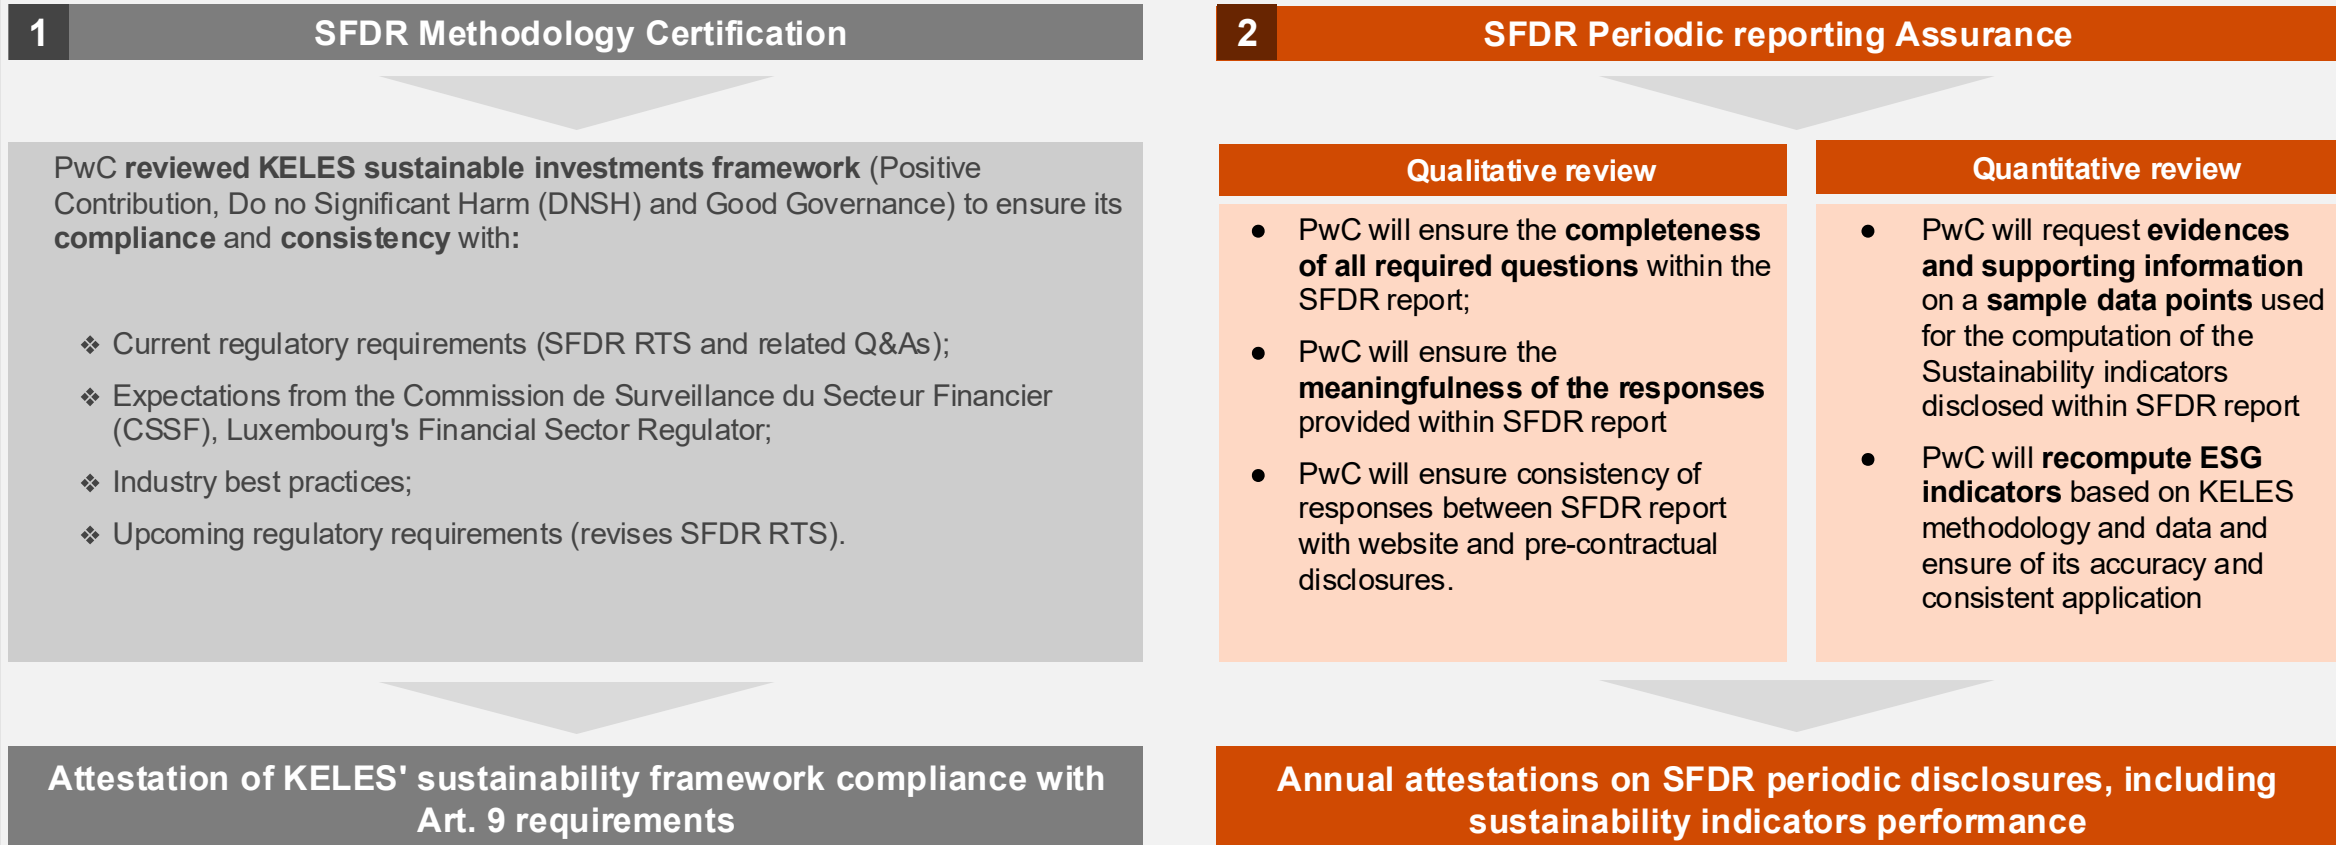 1
SFDR Methodology Certification
PwC reviewed KELES sustainable investments framework (Positive
Contribution, Do no Significant Harm (DNSH) and Good Governance) to ensure its
compliance and consistency with:
❖ Current regulatory requirements (SFDR RTS and related Q&As);
❖ Expectations from the Commission de Surveillance du Secteur Financier
(CSSF), Luxembourg's Financial Sector Regulator;
❖ Industry best practices;
❖ Upcoming regulatory requirements (revises SFDR RTS).
Attestation of KELES' sustainability framework compliance with
Art. 9 requirements
2
SFDR Periodic reporting Assurance
Qualitative review
● PwC will ensure the completeness
of all required questions within the
SFDR report;
● PwC will ensure the
meaningfulness of the responses
provided within SFDR report
● PwC will ensure consistency of
responses between SFDR report
with website and pre-contractual
disclosures.
Quantitative review
● PwC will request evidences
and supporting information
on a sample data points used
for the computation of the
Sustainability indicators
disclosed within SFDR report
● PwC will recompute ESG
indicators based on KELES
methodology and data and
ensure of its accuracy and
consistent application
Annual attestations on SFDR periodic disclosures, including
sustainability indicators performance